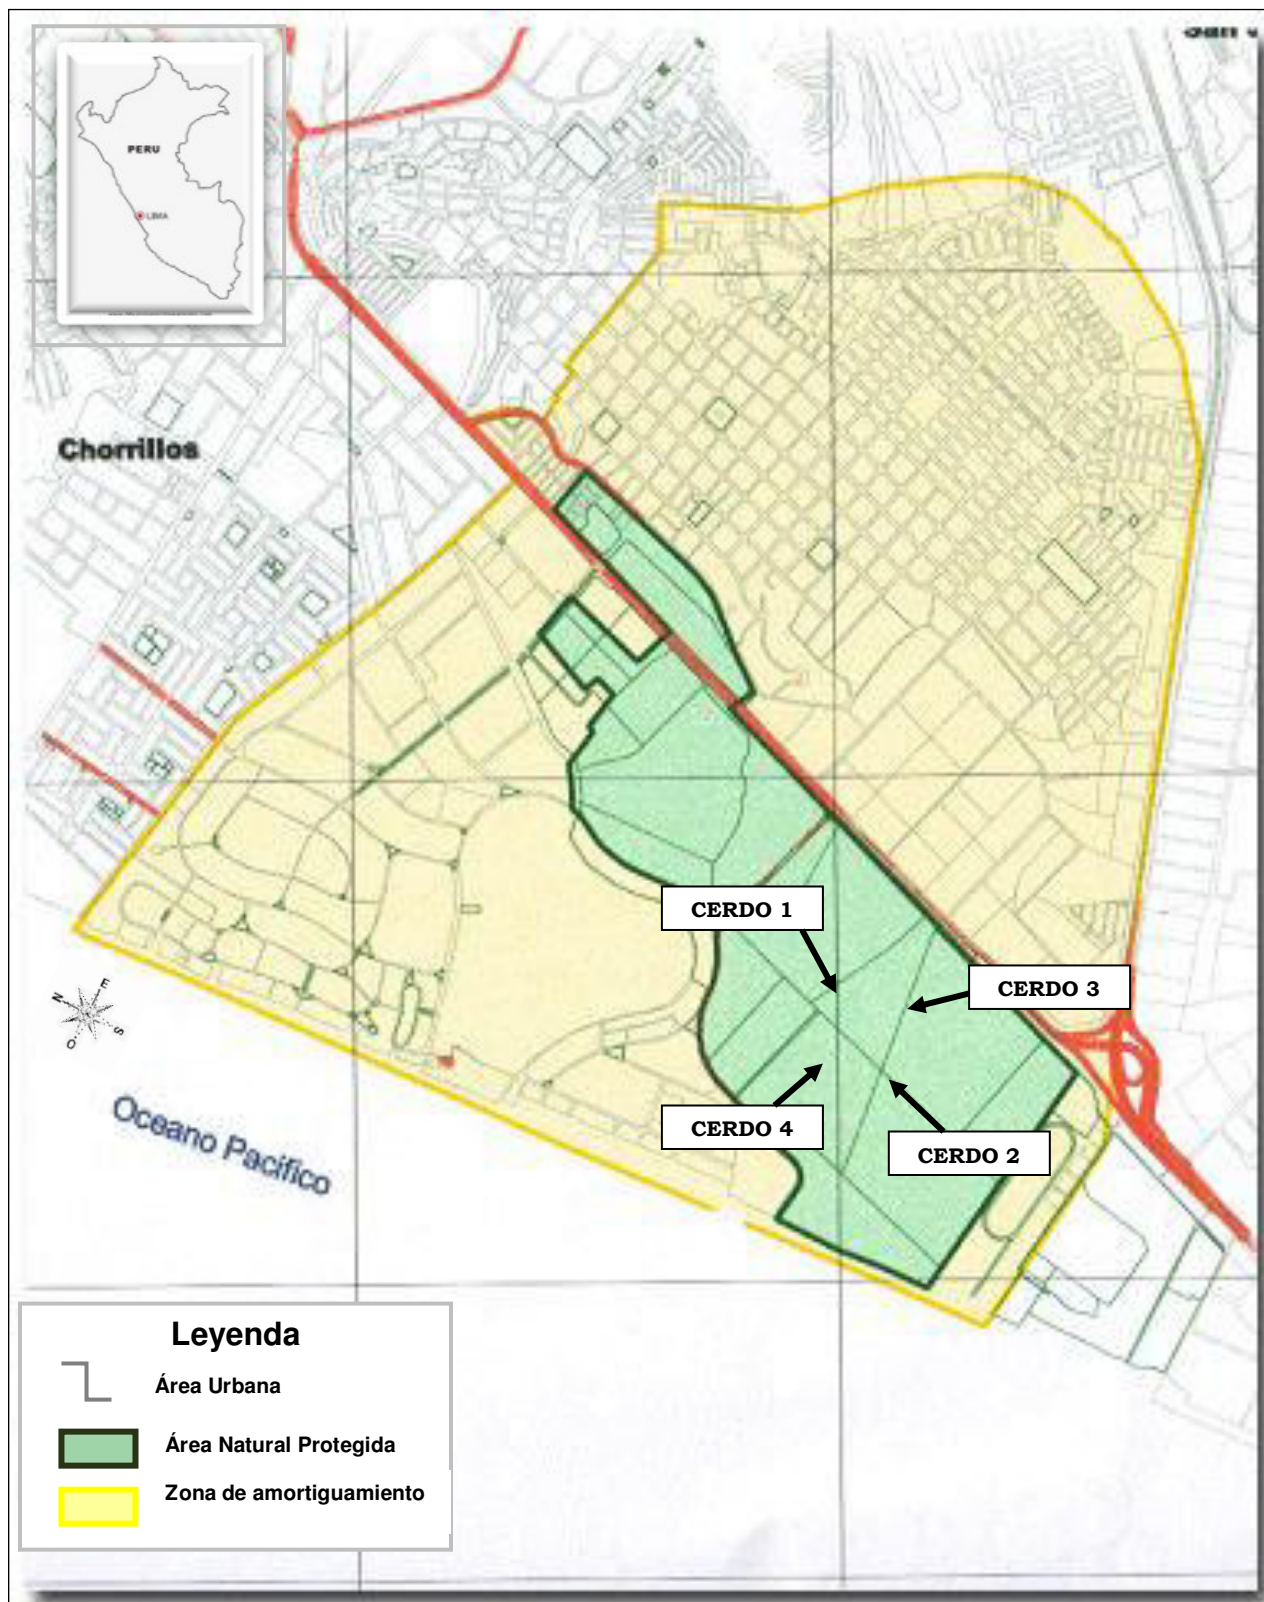 PERU
LIMA
Chorrillos
CERDO 1
CERDO 3
CERDO 4
CERDO 2
N
E
O
S
Oceano Pacífico
Leyenda
Área Urbana
Área Natural Protegida
Zona de amortiguamiento